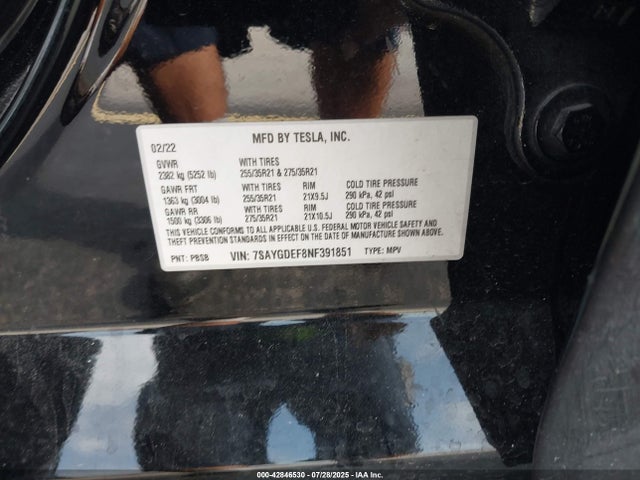 MFD BY TESLA, INC.
02/22
GVWR WITH TIRES
2382 kg (5252 lb) 255/35R21 & 275/35R21
GAWR FRT WITH TIRES RIM COLD TIRE PRESSURE
1363 kg (3004 lb) 255/35R21 21X9.5J 290 kPa, 42 psi
GAWR RR WITH TIRES RIM COLD TIRE PRESSURE
1500 kg (3306 lb) 275/35R21 21X10.5J 290 kPa, 42 psi
THIS VEHICLE CONFORMS TO ALL APPLICABLE U.S. FEDERAL MOTOR VEHICLE SAFETY AND
THEFT PREVENTION STANDARDS IN EFFECT ON THE DATE OF MANUFACTURE SHOWN ABOVE.
PNT: PBSB VIN: 7SAYGDEF8NF391851 TYPE: MPV
000-42846530 - 07/28/2025 - IAA Inc.